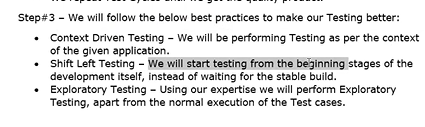 we repeat Test Cycles until we get the quality product.
Step#3 – We will follow the below best practices to make our Testing better:
• Context Driven Testing – We will be performing Testing as per the context
of the given application.
• Shift Left Testing – We will start testing from the beginning stages of the
development itself, instead of waiting for the stable build.
• Exploratory Testing – Using our expertise we will perform Exploratory
Testing, apart from the normal execution of the Test cases.